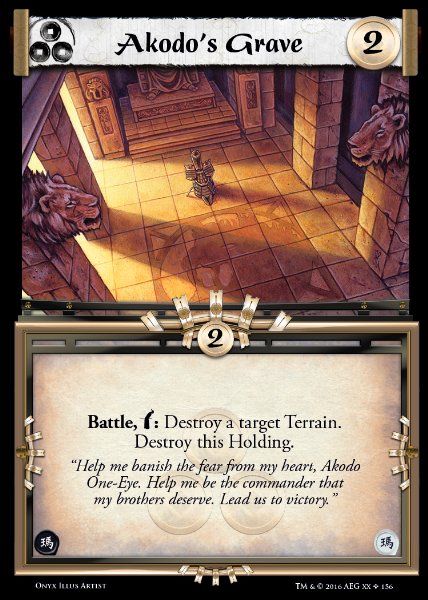 Akodo's Grave
2
2
Battle, : Destroy a target Terrain.
Destroy this Holding.
“Help me banish the fear from my heart, Akodo
One-Eye. Help me be the commander that
my brothers deserve. Lead us to victory.”
瑪 瑪
Onyx Illus Artist
TM & © 2016 AEG XX ❖ 156